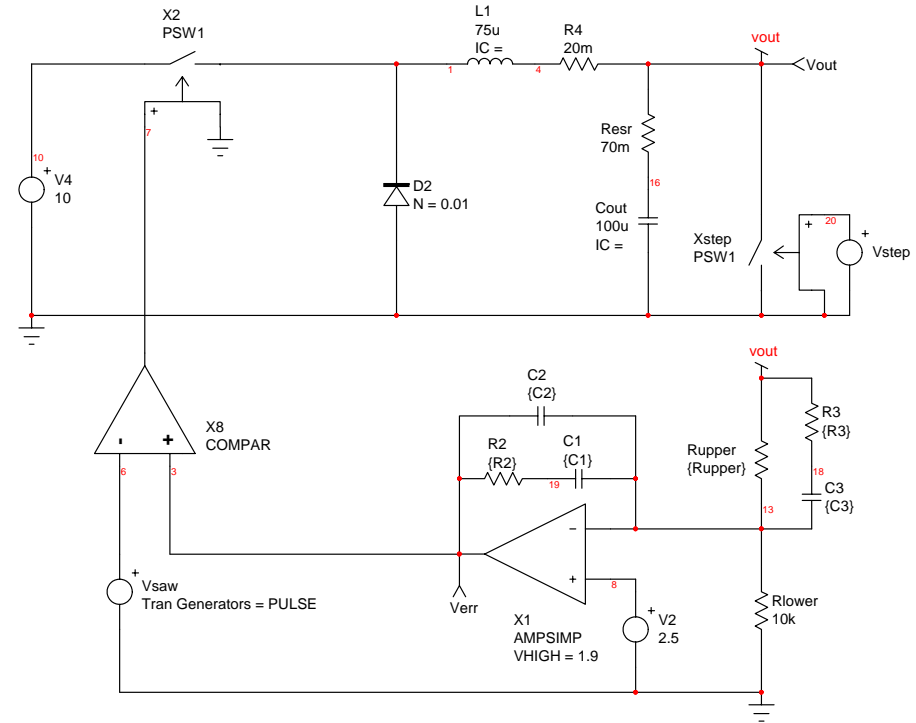 X2
PSW1
L1
75u
IC =
R4
20m
vout
Vout
1
4
+
7
Resr
70m
10
+
V4
10
D2
N = 0.01
16
Cout
100u
IC =
Xstep
PSW1
+
20
+
Vstep
vout
C2
{C2}
X8
COMPAR
-
+
R2
{R2}
C1
{C1}
R3
{R3}
Rupper
{Rupper}
6
3
19
18
C3
{C3}
13
−
+
8
+
Vsaw
Tran Generators = PULSE
Verr
X1
AMPSIMP
VHIGH = 1.9
+
V2
2.5
Rlower
10k